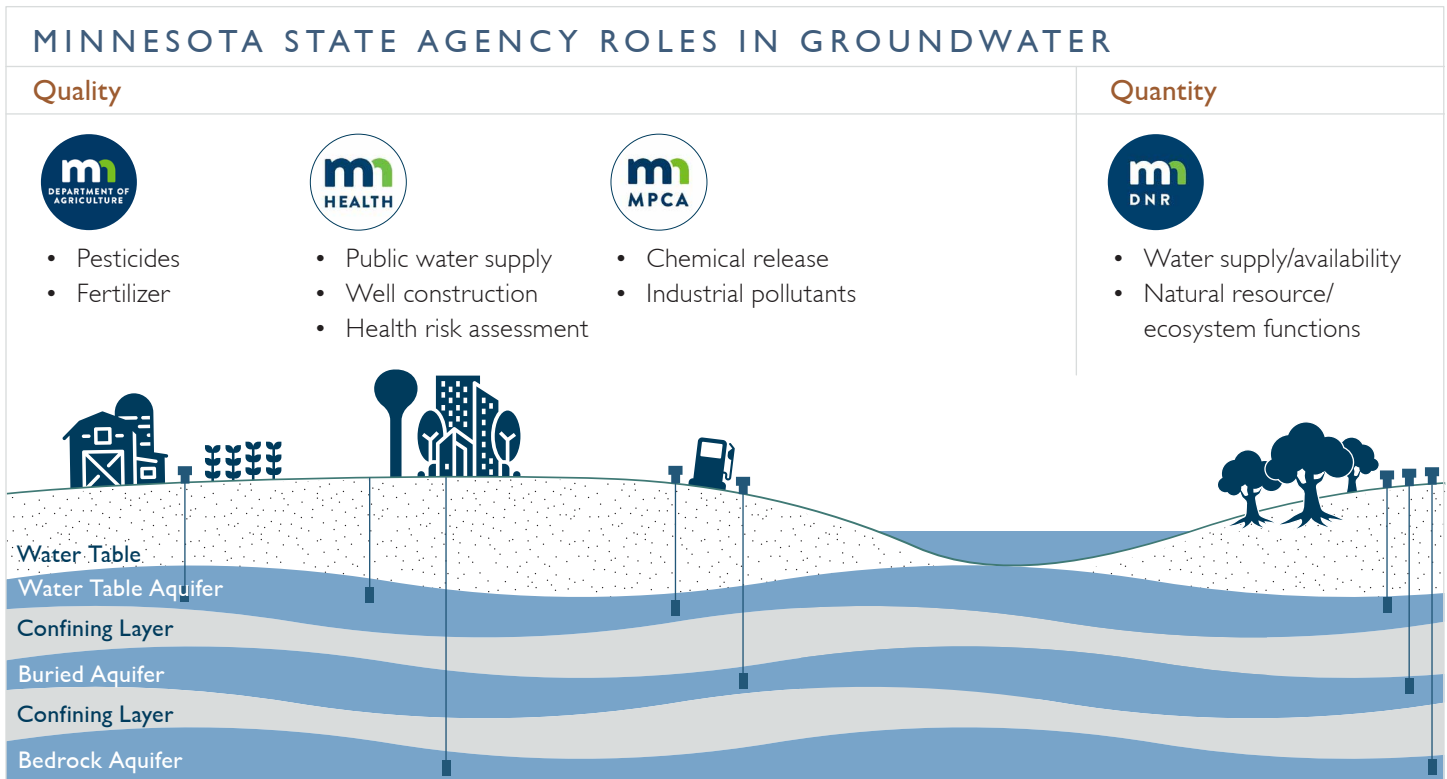 MINNESOTA STATE AGENCY ROLES IN GROUNDWATER
Quality
mn
DEPARTMENT OF
AGRICULTURE
• Pesticides
• Fertilizer
mn
HEALTH
• Public water supply
• Well construction
• Health risk assessment
mn
MPCA
• Chemical release
• Industrial pollutants
Quantity
mn
DNR
• Water supply/availability
• Natural resource/
ecosystem functions
Water Table
Water Table Aquifer
Confining Layer
Buried Aquifer
Confining Layer
Bedrock Aquifer